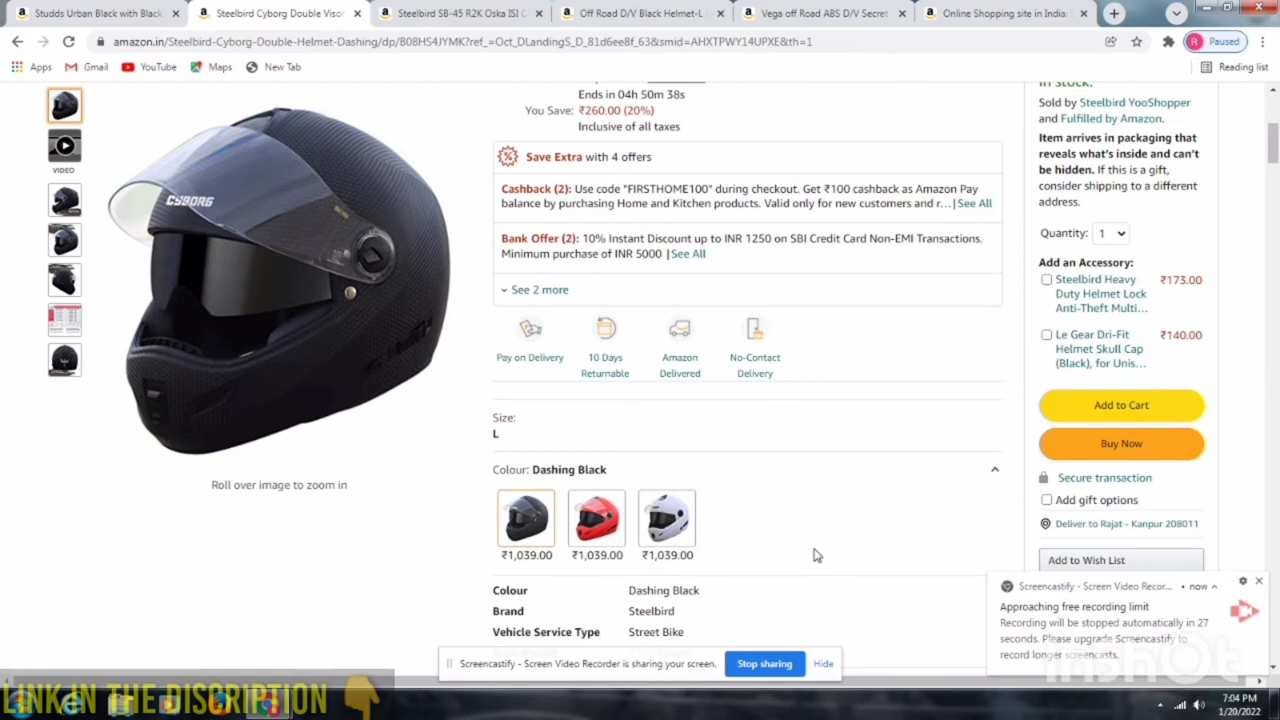 Studds Urban Black with Black
Steelbird Cyborg Double Visor
Steelbird SB-45 R2K Oska ISI C
Off Road D/V Black Helmet-L
Vega off Road ABS D/V Secret
Online Shopping site in India:
amazon.in/Steelbird-Cyborg-Double-Helmet-Dashing/dp/B08HS4JYMK?ref_=Oct_DLandingS_D_81d6ee8f_63&smid=AHXTPWY14UPXE&th=1
R Paused
Apps
Gmail
YouTube
Maps
New Tab
Reading list
Ends in 04h 50m 38s
You Save: ₹260.00 (20%)
Inclusive of all taxes
Save Extra with 4 offers
Cashback (2): Use code "FIRSTHOME100" during checkout. Get ₹100 cashback as Amazon Pay
balance by purchasing Home and Kitchen products. Valid only for new customers and r... |See All
Bank Offer (2): 10% Instant Discount up to INR 1250 on SBI Credit Card Non-EMI Transactions.
Minimum purchase of INR 5000 |See All
See 2 more
Pay on Delivery
10 Days
Returnable
Amazon
Delivered
No-Contact
Delivery
VIDEO
CYBORG
Roll over image to zoom in
Size:
L
Colour: Dashing Black
₹1,039.00 ₹1,039.00 ₹1,039.00
Colour Dashing Black
Brand Steelbird
Vehicle Service Type Street Bike
In stock.
Sold by Steelbird YooShopper
and Fulfilled by Amazon.
Item arrives in packaging that
reveals what's inside and can't
be hidden. If this is a gift,
consider shipping to a different
address.
Quantity: 1
Add an Accessory:
Steelbird Heavy ₹173.00
Duty Helmet Lock
Anti-Theft Multi...
Le Gear Dri-Fit ₹140.00
Helmet Skull Cap
(Black), for Unis...
Add to Cart
Buy Now
Secure transaction
Add gift options
Deliver to Rajat - Kanpur 208011
Add to Wish List
Screencastify - Screen Video Recor... • now
Approaching free recording limit
Recording will be stopped automatically in 27
seconds. Please upgrade Screencastify to
record longer screencasts.
inshot
Screencastify - Screen Video Recorder is sharing your screen.
Stop sharing
Hide
LINK IN THE DISCRIPTION
7:04 PM
1/20/2022